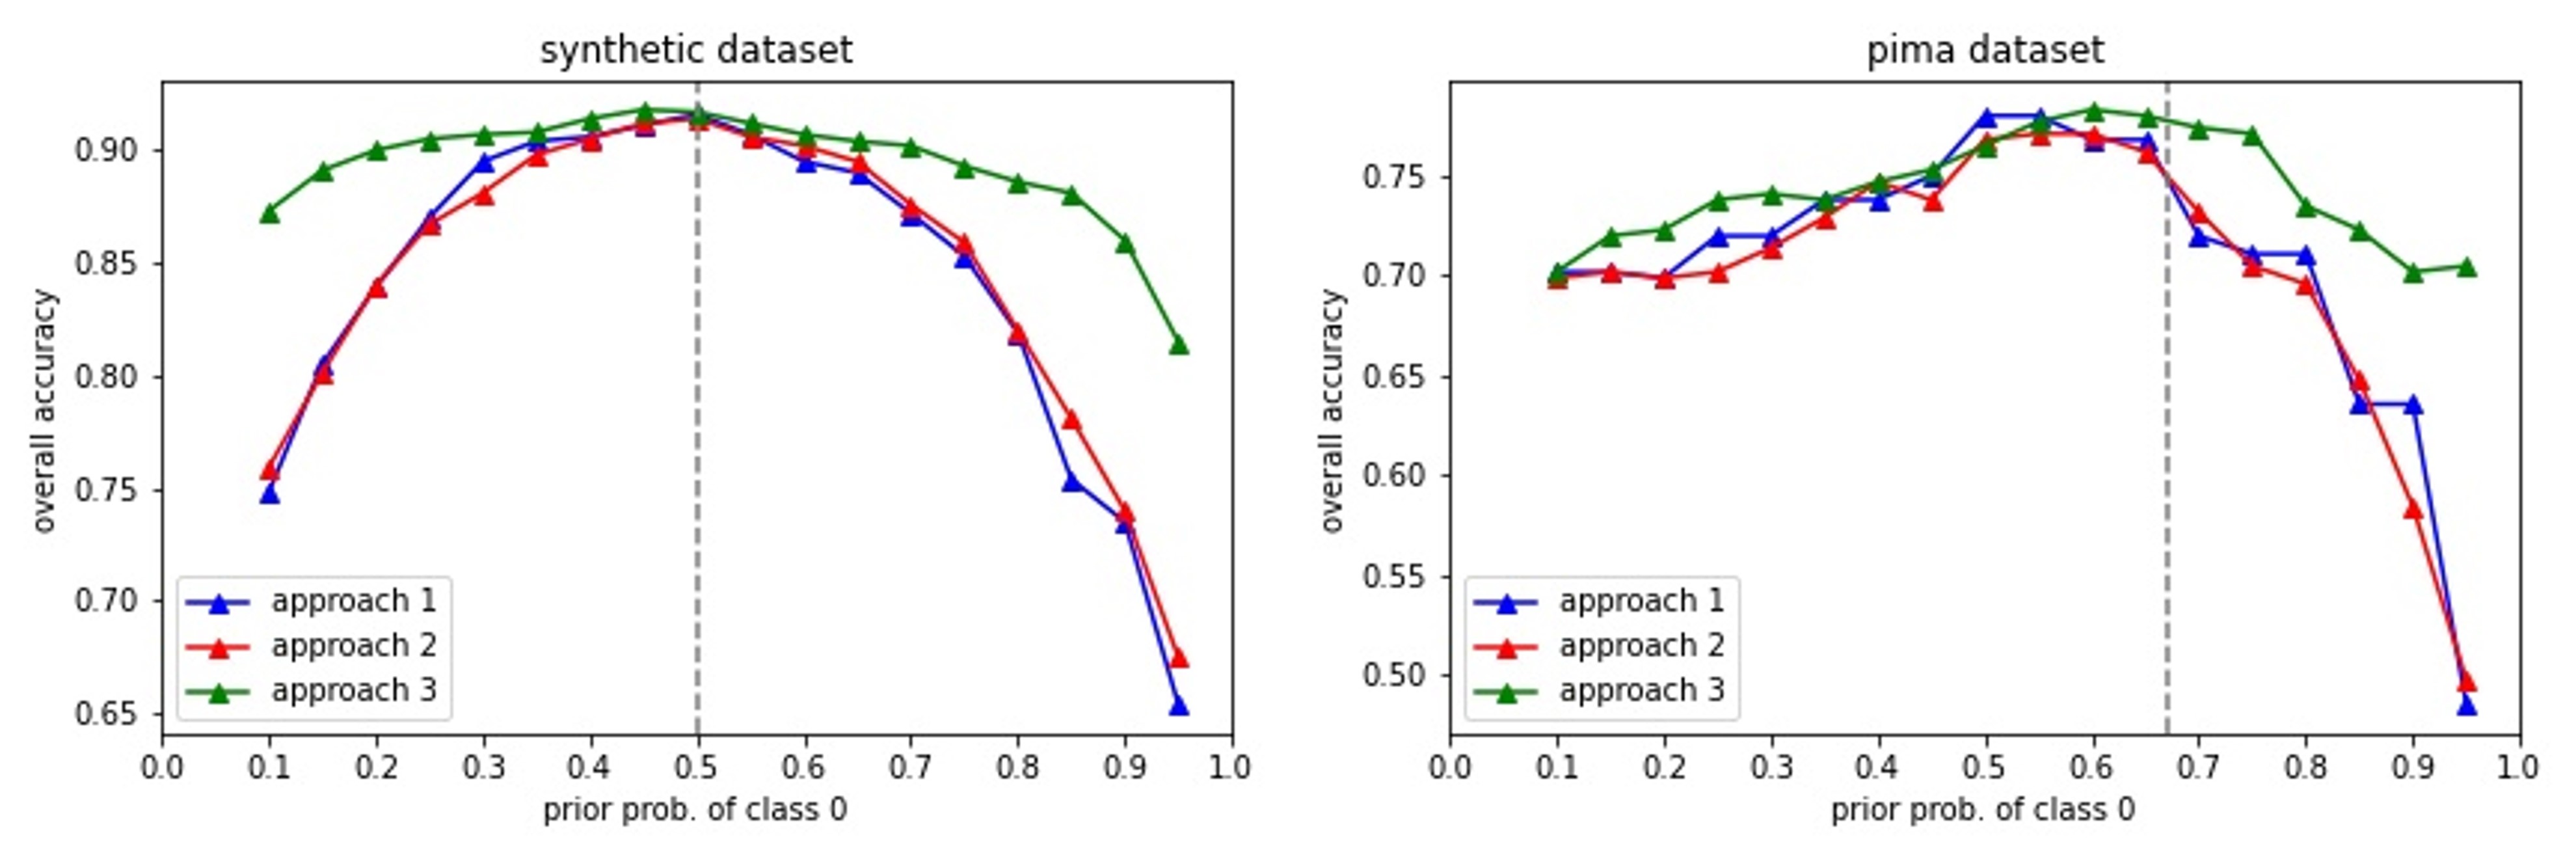 synthetic dataset
overall accuracy
0.90
0.85
0.80
0.75
0.70
0.65
approach 1
approach 2
approach 3
0.0 0.1 0.2 0.3 0.4 0.5 0.6 0.7 0.8 0.9 1.0
prior prob. of class 0
pima dataset
overall accuracy
0.75
0.70
0.65
0.60
0.55
0.50
approach 1
approach 2
approach 3
0.0 0.1 0.2 0.3 0.4 0.5 0.6 0.7 0.8 0.9 1.0
prior prob. of class 0